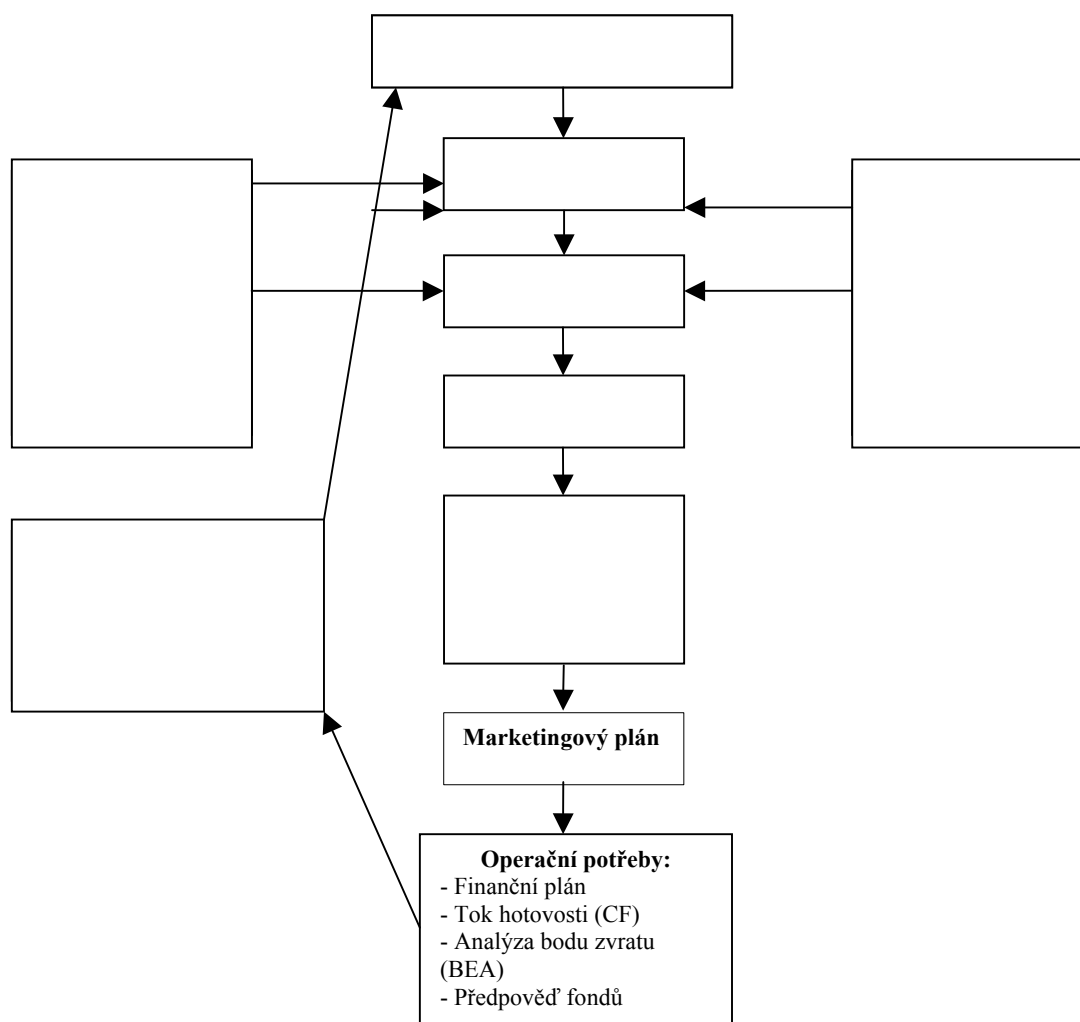 Marketingový plán
Operační potřeby:
- Finanční plán
- Tok hotovosti (CF)
- Analýza bodu zvratu
(BEA)
- Předpověď fondů